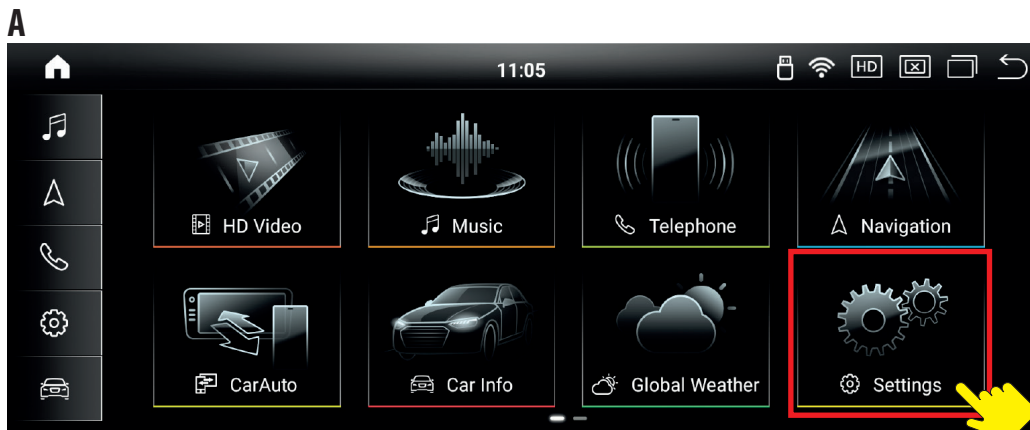 A
11:05
HD
HD Video
Music
Telephone
Navigation
CarAuto
Car Info
Global Weather
Settings